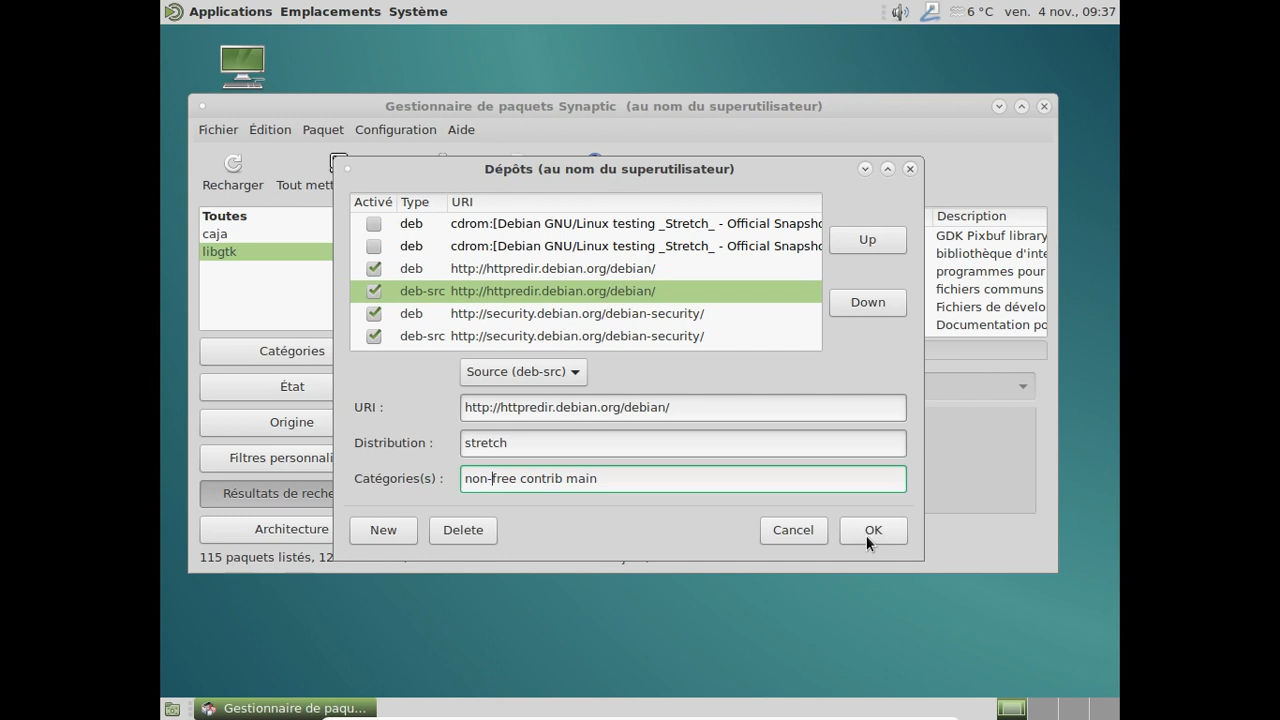 Applications Emplacements Système 6 °C ven. 4 nov., 09:37
Gestionnaire de paquets Synaptic (au nom du superutilisateur)
Fichier Édition Paquet Configuration Aide
Recharger Tout mett
Dépôts (au nom du superutilisateur)
Activé Type URI
deb cdrom:[Debian GNU/Linux testing _Stretch_ - Official Snapsho
deb cdrom:[Debian GNU/Linux testing _Stretch_ - Official Snapsho
deb http://httpredir.debian.org/debian/
deb-src http://httpredir.debian.org/debian/
deb http://security.debian.org/debian-security/
deb-src http://security.debian.org/debian-security/
Up
Down
Source (deb-src)
URI : http://httpredir.debian.org/debian/
Distribution : stretch
Catégories(s) : non-free contrib main
New Delete Cancel OK
Toutes
caja
libgtk
Catégories
État
Origine
Filtres personnali
Résultats de reche
Architecture
115 paquets listés, 12
Description
GDK Pixbuf library
bibliothèque d'inte
programmes pour
fichiers communs
Fichiers de dévelo
Documentation po
Gestionnaire de paqu...